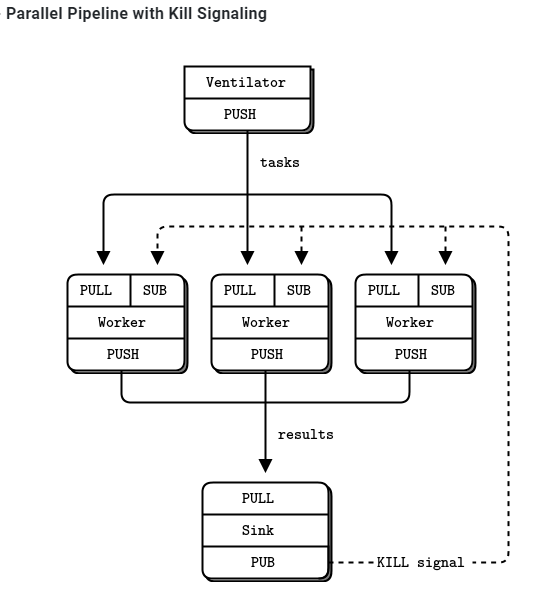 Parallel Pipeline with Kill Signaling
Ventilator
PUSH
tasks
PULL SUB PULL SUB PULL SUB
Worker Worker Worker
PUSH PUSH PUSH
results
PULL
Sink
PUB KILL signal